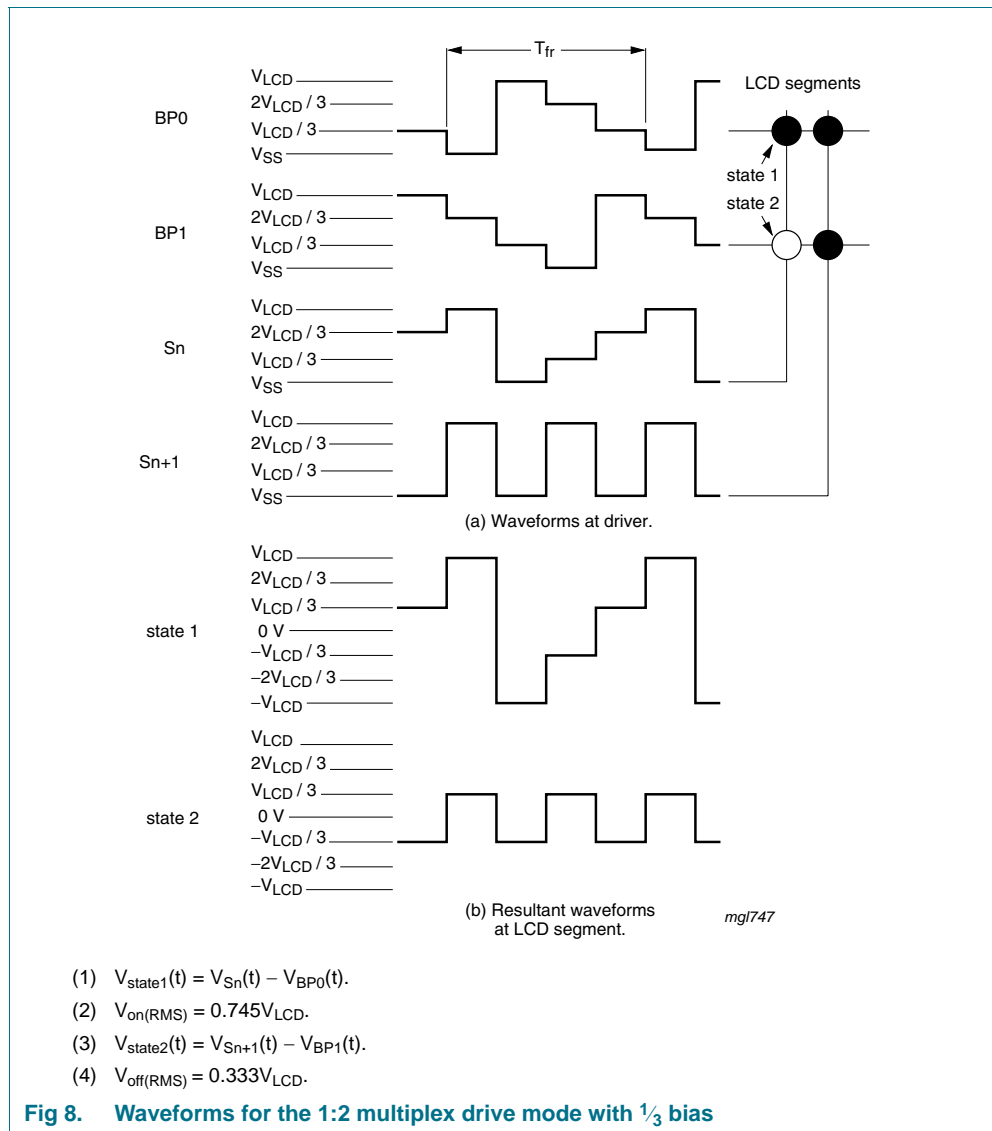 Tfr
VLCD
2VLCD / 3
BP0
VLCD / 3
VSS
LCD segments
state 1
state 2
VLCD
2VLCD / 3
BP1
VLCD / 3
VSS
VLCD
2VLCD / 3
Sn
VLCD / 3
VSS
VLCD
2VLCD / 3
Sn+1
VLCD / 3
VSS
(a) Waveforms at driver.
VLCD
2VLCD / 3
VLCD / 3
state 1
0 V
−VLCD / 3
−2VLCD / 3
−VLCD
VLCD
2VLCD / 3
VLCD / 3
state 2
0 V
−VLCD / 3
−2VLCD / 3
−VLCD
(b) Resultant waveforms
at LCD segment.
mgl747
(1) Vstate1(t) = VSn(t) − VBP0(t).
(2) Von(RMS) = 0.745VLCD.
(3) Vstate2(t) = VSn+1(t) − VBP1(t).
(4) Voff(RMS) = 0.333VLCD.
Fig 8. Waveforms for the 1:2 multiplex drive mode with 1⁄3 bias